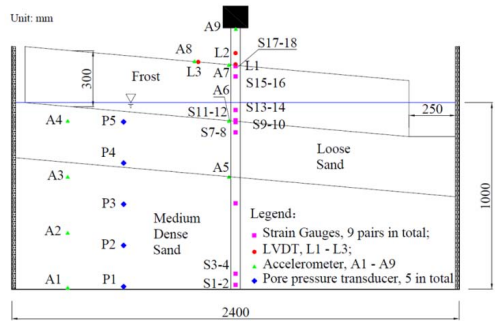 Unit: mm
A9
A8
L2
S17-18
L3
L1
A7
300
Frost
S15-16
A6
S11-12
S13-14
250
A4
P5
S9-10
S7-8
P4
Loose
Sand
A3
A5
1000
P3
Medium
Dense
Sand
Legend:
Strain Gauges, 9 pairs in total;
LVDT, L1 - L3;
Accelerometer, A1 - A9
Pore pressure transducer, 5 in total
A2
P2
S3-4
A1
P1
S1-2
2400